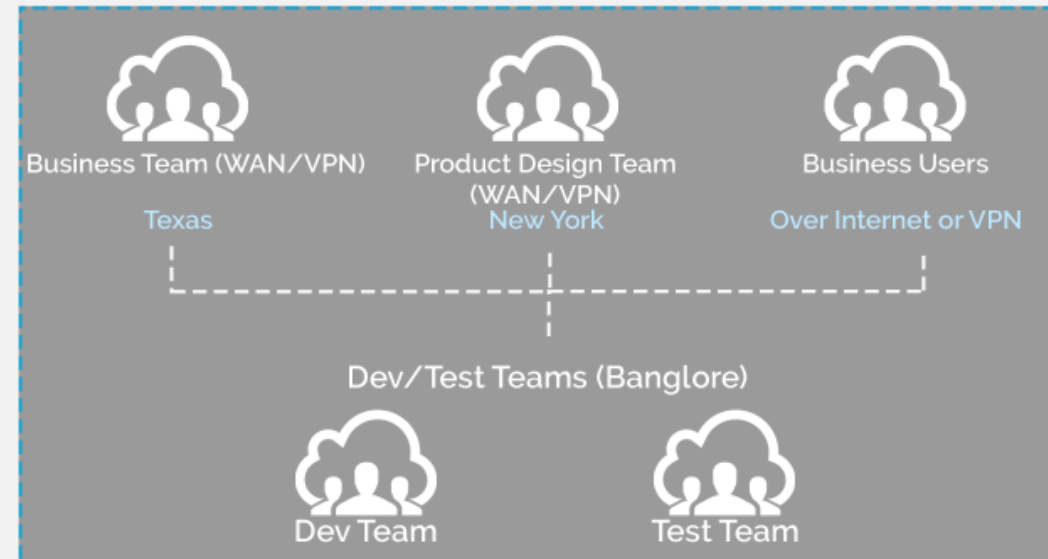 Business Team (WAN/VPN)
Texas
Product Design Team
(WAN/VPN)
New York
Business Users
Over Internet or VPN
Dev/Test Teams (Banglore)
Dev Team
Test Team